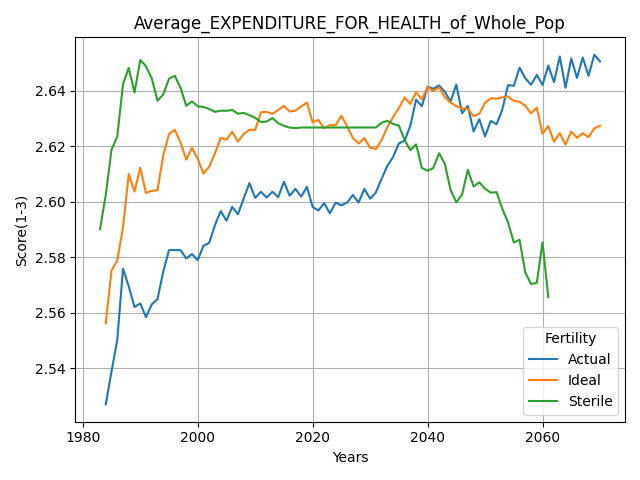 Average_EXPENDITURE_FOR_HEALTH_of_Whole_Pop
Score(1-3)
2.64
2.62
2.60
2.58
2.56
2.54
1980
2000
2020
2040
2060
Years
Fertility
Actual
Ideal
Sterile